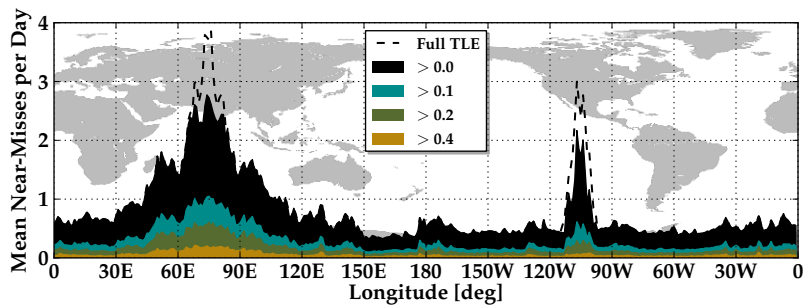 Mean Near-Misses per Day
4
3
2
1
0
Full TLE
> 0.0
> 0.1
> 0.2
> 0.4
0 30E 60E 90E 120E 150E 180 150W 120W 90W 60W 30W 0
Longitude [deg]